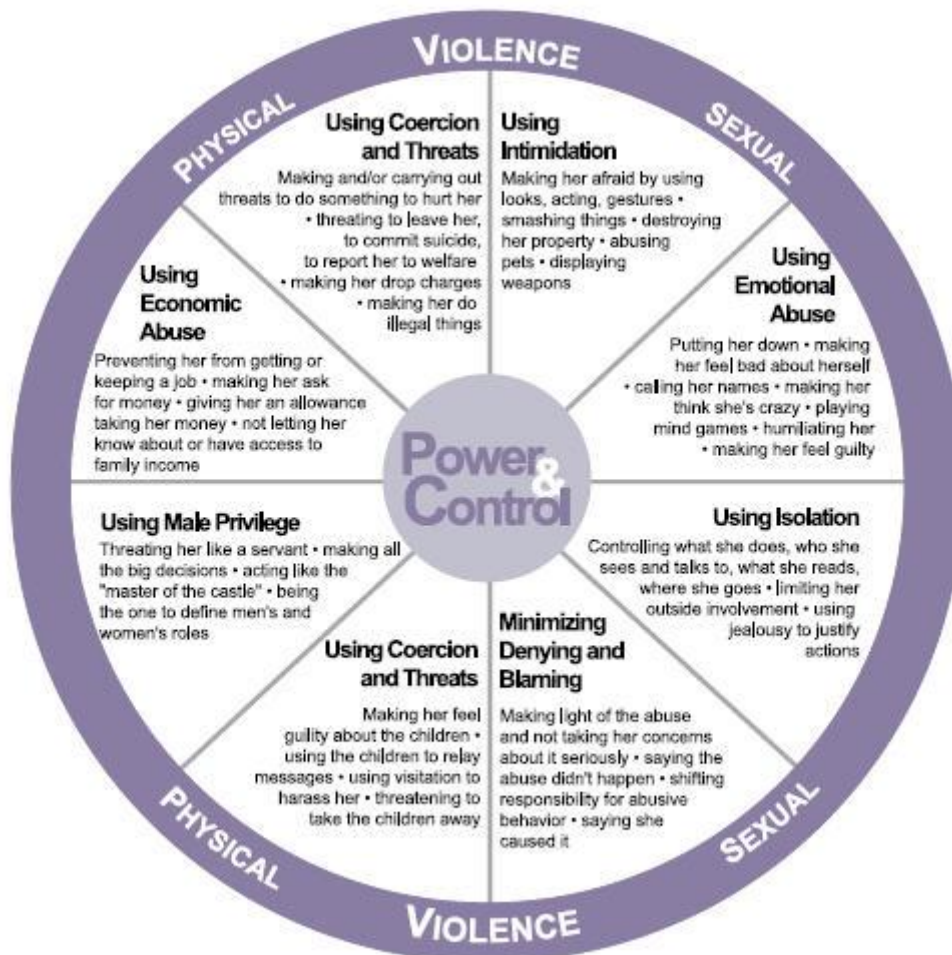 VIOLENCE
PHYSICAL
SEXUAL
Using Coercion
and Threats
Making and/or carrying out
threats to do something to hurt her
• threating to leave her,
to commit suicide,
to report her to welfare
• making her drop charges
• making her do
illegal things
Using
Intimidation
Making her afraid by using
looks, acting, gestures •
smashing things • destroying
her property • abusing
pets • displaying
weapons
Using
Emotional
Abuse
Putting her down • making
her feel bad about herself
• calling her names • making her
think she's crazy • playing
mind games • humiliating her
• making her feel guilty
Using
Economic
Abuse
Preventing her from getting or
keeping a job • making her ask
for money • giving her an allowance
taking her money • not letting her
know about or have access to
family income
Power
&
Control
Using Male Privilege
Threating her like a servant • making all
the big decisions • acting like the
"master of the castle" • being
the one to define men's and
women's roles
Using Isolation
Controlling what she does, who she
sees and talks to, what she reads,
where she goes • limiting her
outside involvement • using
jealousy to justify
actions
Using Coercion
and Threats
Making her feel
guility about the children •
using the children to relay
messages • using visitation to
harass her • threatening to
take the children away
Minimizing
Denying and
Blaming
Making light of the abuse
and not taking her concerns
about it seriously • saying the
abuse didn't happen • shifting
responsibility for abusive
behavior • saying she
caused it
PHYSICAL
SEXUAL
VIOLENCE